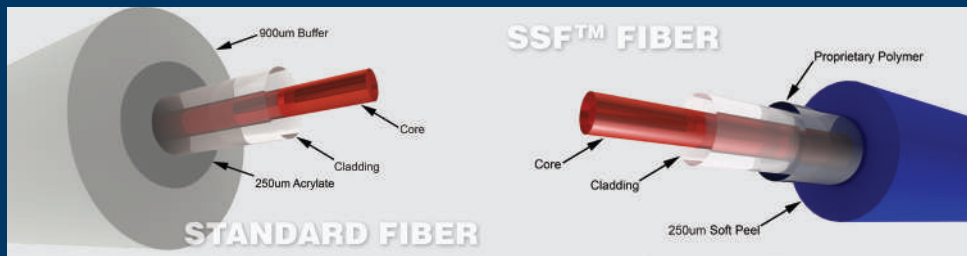 900um Buffer
Core
Cladding
250um Acrylate
STANDARD FIBER
SSF™ FIBER
Proprietary Polymer
Core
Cladding
250um Soft Peel